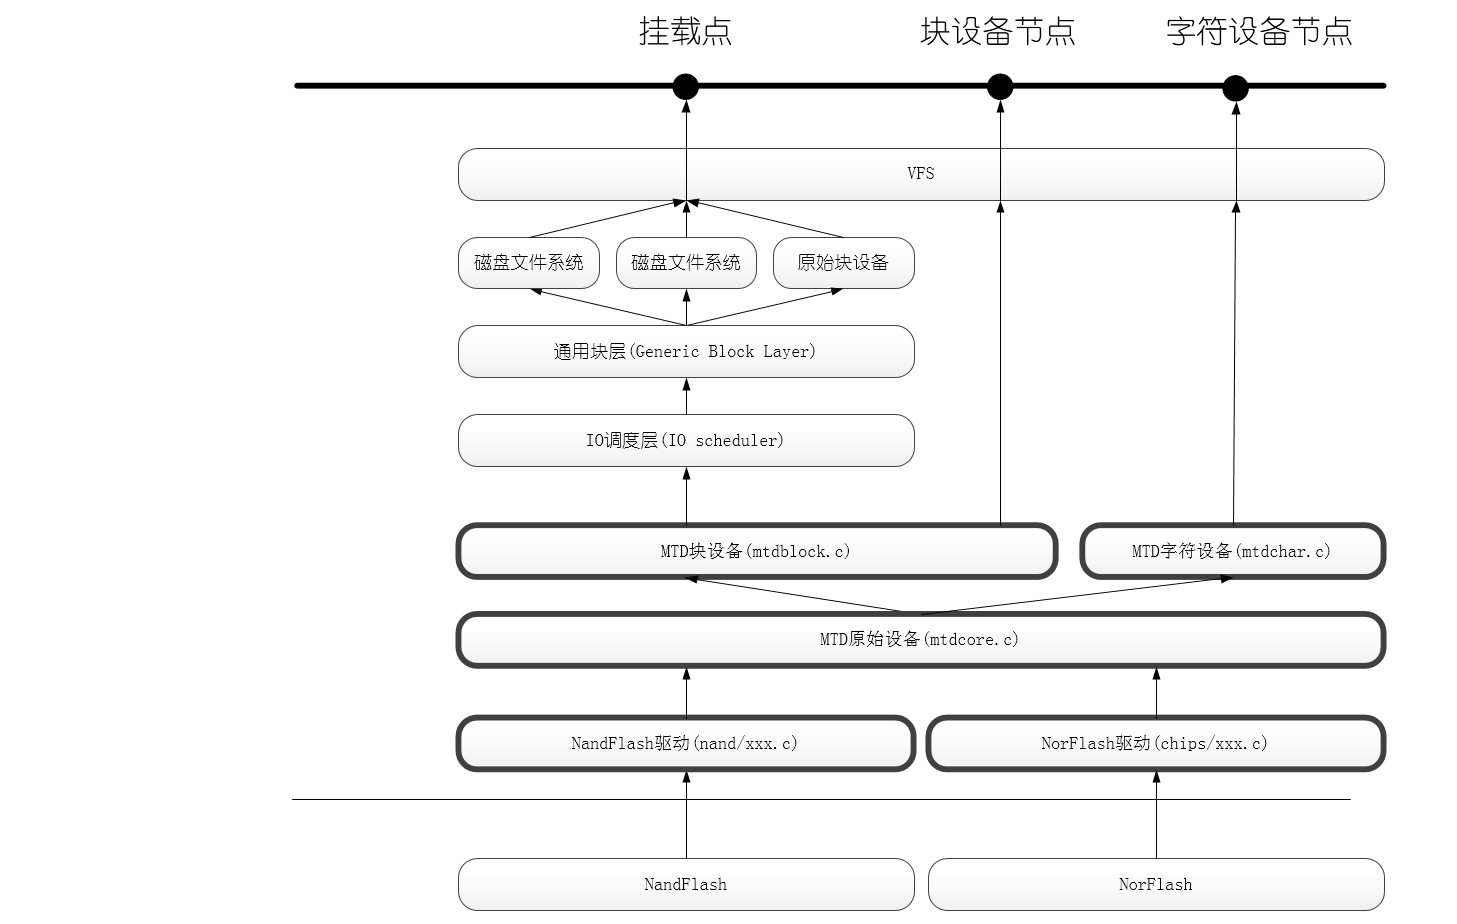 挂载点
块设备节点
字符设备节点
VFS
磁盘文件系统
磁盘文件系统
原始块设备
通用块层(Generic Block Layer)
IO调度层(IO scheduler)
MTD块设备(mtdblock.c)
MTD字符设备(mtdchar.c)
MTD原始设备(mtdcore.c)
NandFlash驱动(nand/xxx.c)
NorFlash驱动(chips/xxx.c)
NandFlash
NorFlash